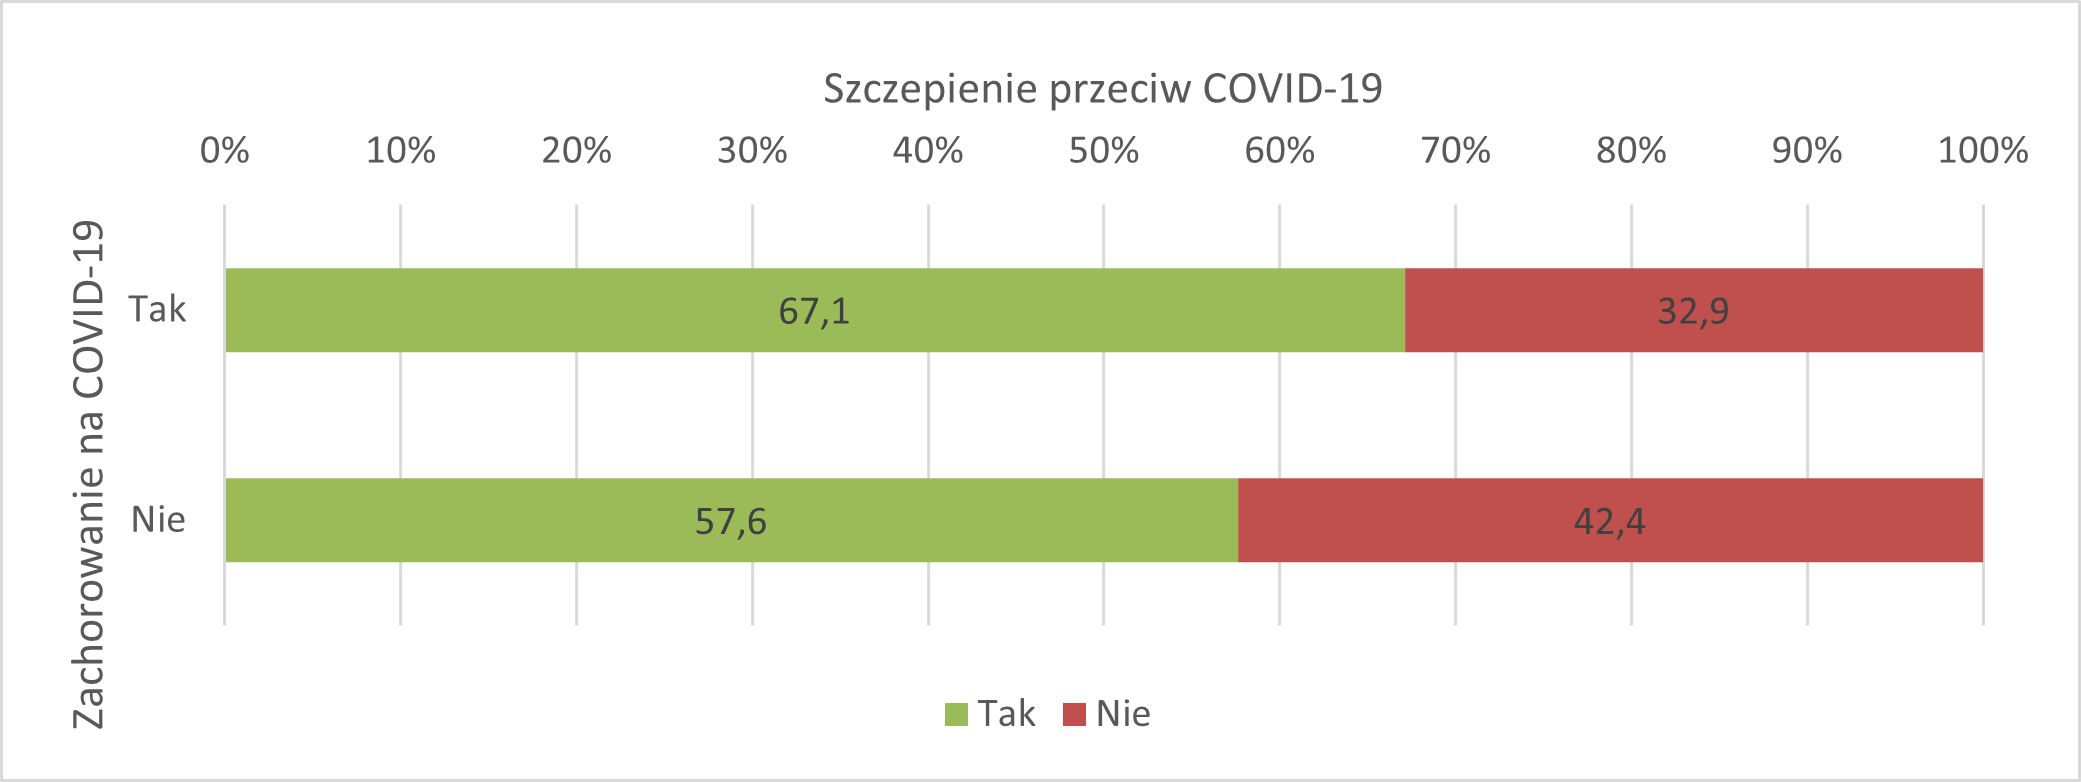 Szczepienie przeciw COVID-19
0% 10% 20% 30% 40% 50% 60% 70% 80% 90% 100%
Zachorowanie na COVID-19
Tak 67,1 32,9
Nie 57,6 42,4
Tak Nie